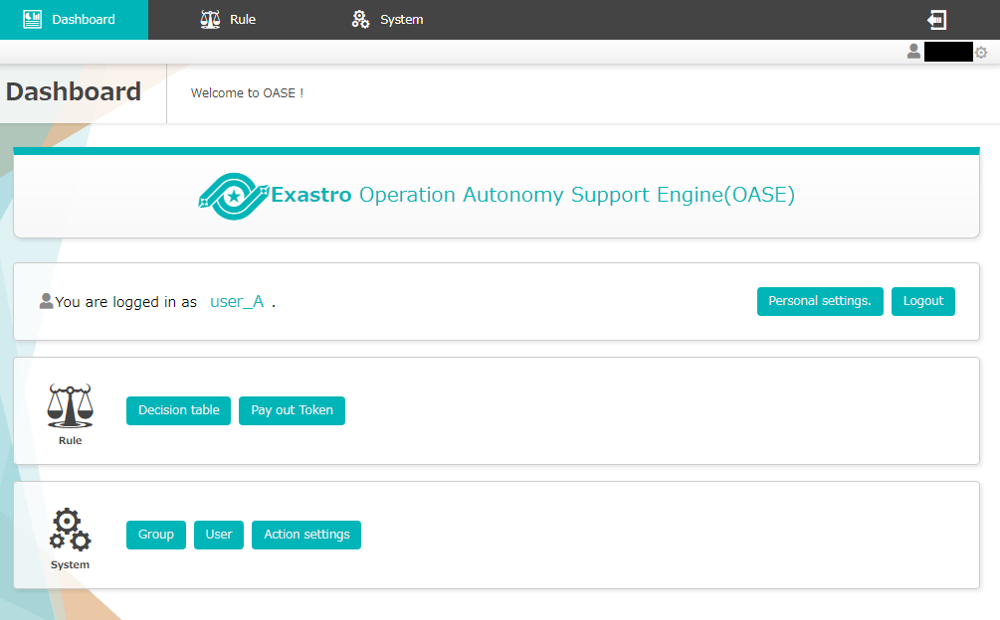 Dashboard Rule System
Dashboard
Welcome to OASE !
Exastro Operation Autonomy Support Engine(OASE)
You are logged in as user_A .
Personal settings. Logout
Decision table Pay out Token
Rule
Group User Action settings
System